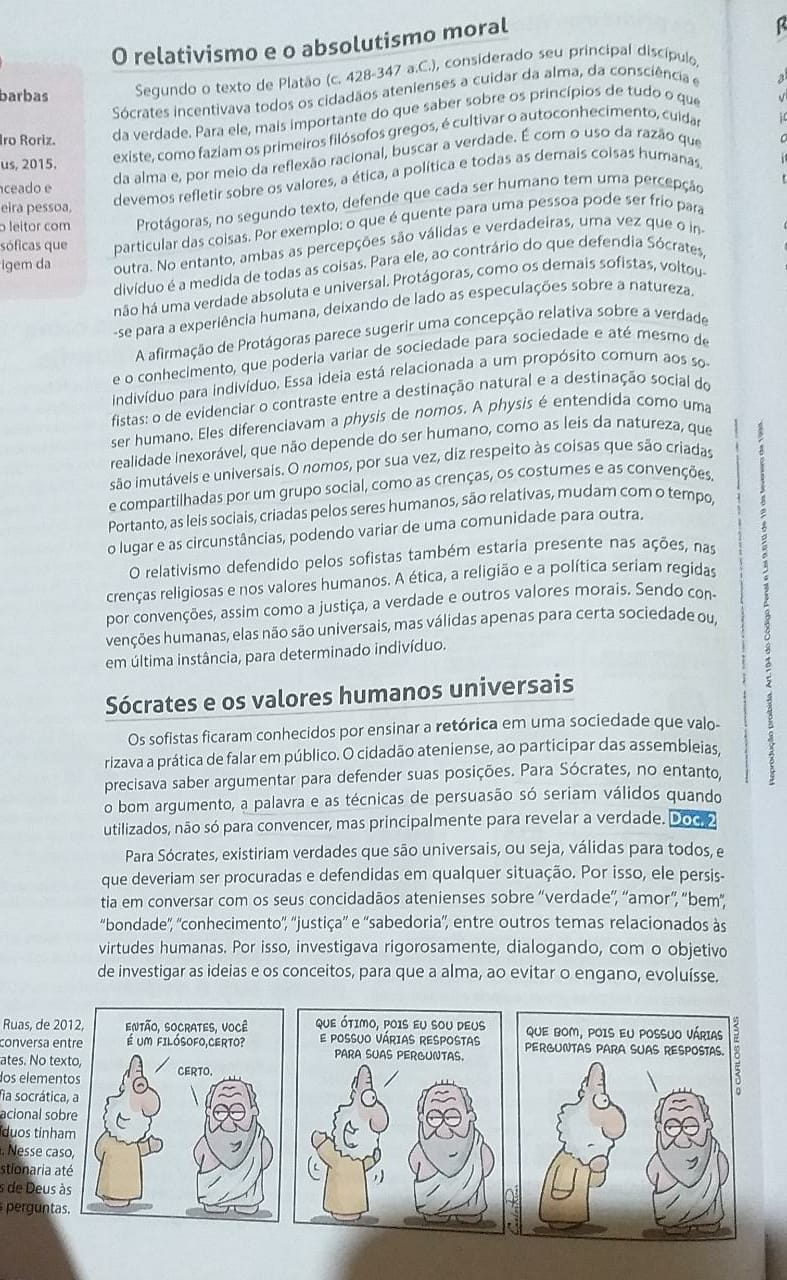 O relativismo e o absolutismo moral
Segundo o texto de Platão (c. 428-347 a.C.), considerado seu principal discípulo,
Sócrates incentivava todos os cidadãos atenienses a cuidar da alma, da consciência e
da verdade. Para ele, mais importante do que saber sobre os princípios de tudo o que
existe, como faziam os primeiros filósofos gregos, é cultivar o autoconhecimento, cuidar
da alma e, por meio da reflexão racional, buscar a verdade. É com o uso da razão que
devemos refletir sobre os valores, a ética, a política e todas as demais coisas humanas.
Protágoras, no segundo texto, defende que cada ser humano tem uma percepção
particular das coisas. Por exemplo: o que é quente para uma pessoa pode ser frio para
outra. No entanto, ambas as percepções são válidas e verdadeiras, uma vez que o in-
divíduo é a medida de todas as coisas. Para ele, ao contrário do que defendia Sócrates,
não há uma verdade absoluta e universal. Protágoras, como os demais sofistas, voltou-
-se para a experiência humana, deixando de lado as especulações sobre a natureza.
A afirmação de Protágoras parece sugerir uma concepção relativa sobre a verdade
e o conhecimento, que poderia variar de sociedade para sociedade e até mesmo de
indivíduo para indivíduo. Essa ideia está relacionada a um propósito comum aos so-
fistas: o de evidenciar o contraste entre a destinação natural e a destinação social do
ser humano. Eles diferenciavam a physis de nomos. A physis é entendida como uma
realidade inexorável, que não depende do ser humano, como as leis da natureza, que
são imutáveis e universais. O nomos, por sua vez, diz respeito às coisas que são criadas
e compartilhadas por um grupo social, como as crenças, os costumes e as convenções.
Portanto, as leis sociais, criadas pelos seres humanos, são relativas, mudam com o tempo,
o lugar e as circunstâncias, podendo variar de uma comunidade para outra.
O relativismo defendido pelos sofistas também estaria presente nas ações, nas
crenças religiosas e nos valores humanos. A ética, a religião e a política seriam regidas
por convenções, assim como a justiça, a verdade e outros valores morais. Sendo con-
venções humanas, elas não são universais, mas válidas apenas para certa sociedade ou,
em última instância, para determinado indivíduo.
Sócrates e os valores humanos universais
Os sofistas ficaram conhecidos por ensinar a retórica em uma sociedade que valo-
rizava a prática de falar em público. O cidadão ateniense, ao participar das assembleias,
precisava saber argumentar para defender suas posições. Para Sócrates, no entanto,
o bom argumento, a palavra e as técnicas de persuasão só seriam válidos quando
utilizados, não só para convencer, mas principalmente para revelar a verdade. Doc. 2
Para Sócrates, existiriam verdades que são universais, ou seja, válidas para todos, e
que deveriam ser procuradas e defendidas em qualquer situação. Por isso, ele persis-
tia em conversar com os seus concidadãos atenienses sobre “verdade”, “amor”, “bem”,
“bondade”, “conhecimento”, “justiça” e “sabedoria”, entre outros temas relacionados às
virtudes humanas. Por isso, investigava rigorosamente, dialogando, com o objetivo
de investigar as ideias e os conceitos, para que a alma, ao evitar o engano, evoluísse.
barbas
lro Roriz.
us, 2015.
nceado e
eira pessoa,
o leitor com
sóficas que
igem da
Ruas, de 2012,
conversa entre
ates. No texto,
dos elementos
fia socrática, a
acional sobre
íduos tinham
. Nesse caso,
stionaria até
s de Deus às
s perguntas.
ENTÃO, SOCRATES, VOCÊ
É UM FILÓSOFO, CERTO?
CERTO.
QUE ÓTIMO, POIS EU SOU DEUS
E POSSUO VÁRIAS RESPOSTAS
PARA SUAS PERGUNTAS.
QUE BOM, POIS EU POSSUO VÁRIAS
PERGUNTAS PARA SUAS RESPOSTAS.
© CARLOS RUAS
Reprodução proibida. Art. 184 do Código Penal e Lei 9.610 de 19 de fevereiro de 1998.